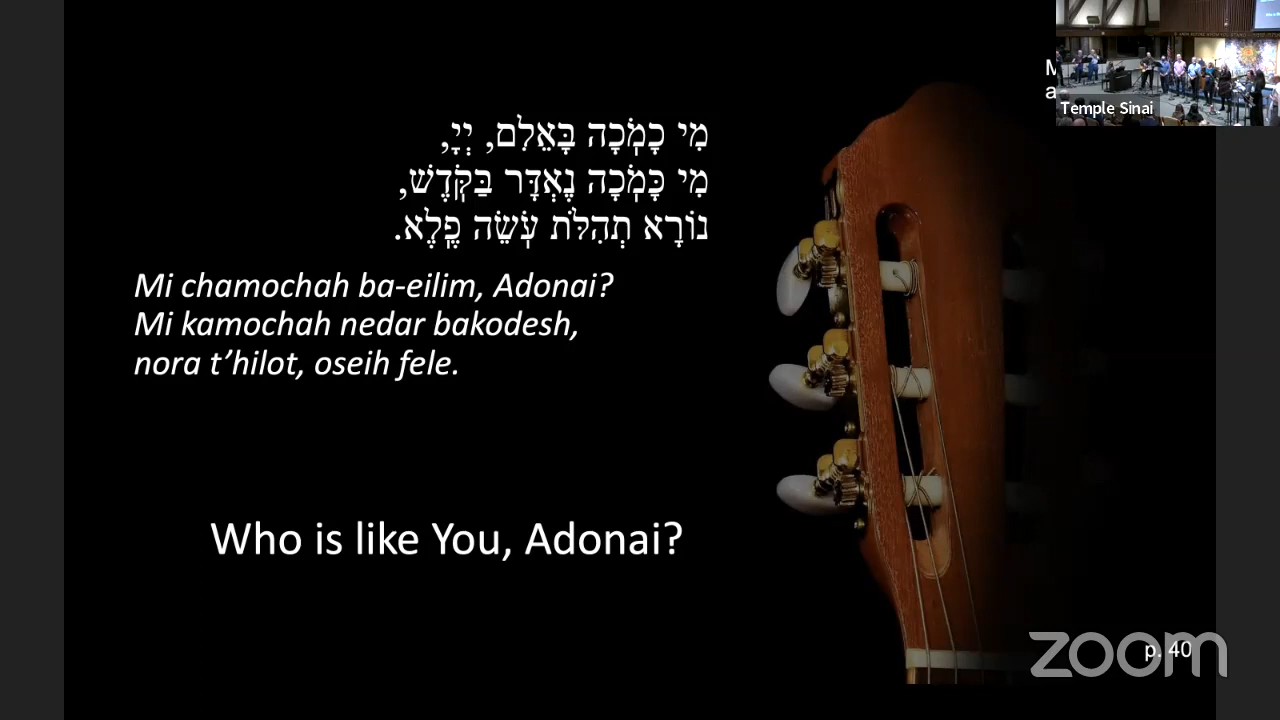 מִי כָמֹֽכָה בָּאֵלִם, יְיָ,
מִי כָּמֹֽכָה נֶאְדָּר בַּקֹּֽדֶשׁ,
נוֹרָא תְהִלֹּת עֹֽשֵׂה פֶֽלֶא.
Mi chamochah ba-eilim, Adonai?
Mi kamochah nedar bakodesh,
nora t’hilot, oseih fele.
Who is like You, Adonai?
Temple Sinai
p. 40
zoom